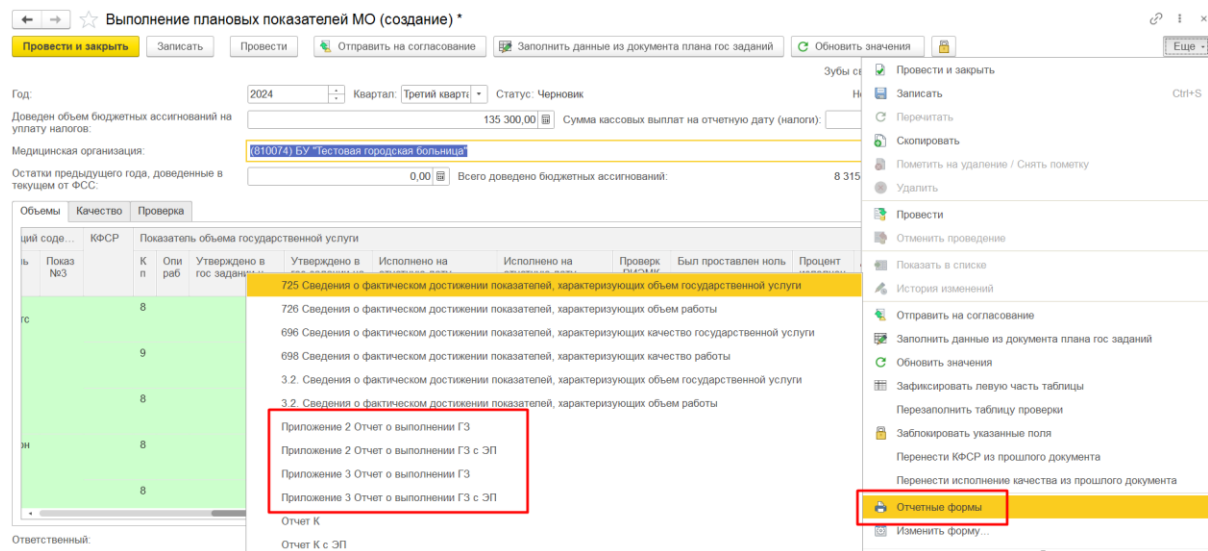 Выполнение плановых показателей МО (создание) *
Провести и закрыть Записать Провести Отправить на согласование Заполнить данные из документа плана гос заданий Обновить значения Еще
Зубы
Год: 2024 Квартал: Третий Статус: Черновик
Доведен объем бюджетных ассигнований на
уплату налогов:
135 300,00 Сумма кассовых выплат на отчетную дату (налоги):
Медицинская организация: (810074) БУ "Тестовая городская больница"
Остатки предыдущего года, доведенные в
текущем от ФСС:
0,00 Всего доведено бюджетных ассигнований: 8 315
Объемы Качество Проверка
ций соде... КФСР Показатель объема государственной услуги
Показ
№3
К
п
Опи
раб
Утверждено в
гос задании
Утверждено в Исполнено на Исполнено на Проверк Был проставлен ноль Процент
8
9
8
8
8
725 Сведения о фактическом достижении показателей, характеризующих объем государственной услуги
726 Сведения о фактическом достижении показателей, характеризующих объем работы
696 Сведения о фактическом достижении показателей, характеризующих качество государственной услуги
698 Сведения о фактическом достижении показателей, характеризующих качество работы
3.2. Сведения о фактическом достижении показателей, характеризующих объем государственной услуги
3.2. Сведения о фактическом достижении показателей, характеризующих объем работы
Приложение 2 Отчет о выполнении ГЗ
Приложение 2 Отчет о выполнении ГЗ с ЭП
Приложение 3 Отчет о выполнении ГЗ
Приложение 3 Отчет о выполнении ГЗ с ЭП
Отчет К
Отчет К с ЭП
Ответственный:
Провести и закрыть
Записать Ctrl+S
Перечитать
Скопировать
Пометить на удаление / Снять пометку
Удалить
Провести
Отменить проведение
Показать в списке
История изменений
Отправить на согласование
Заполнить данные из документа плана гос заданий
Обновить значения
Зафиксировать левую часть таблицы
Перезаполнить таблицу проверки
Заблокировать указанные поля
Перенести КФСР из прошлого документа
Перенести исполнение качества из прошлого документа
Отчетные формы
Изменить форму...